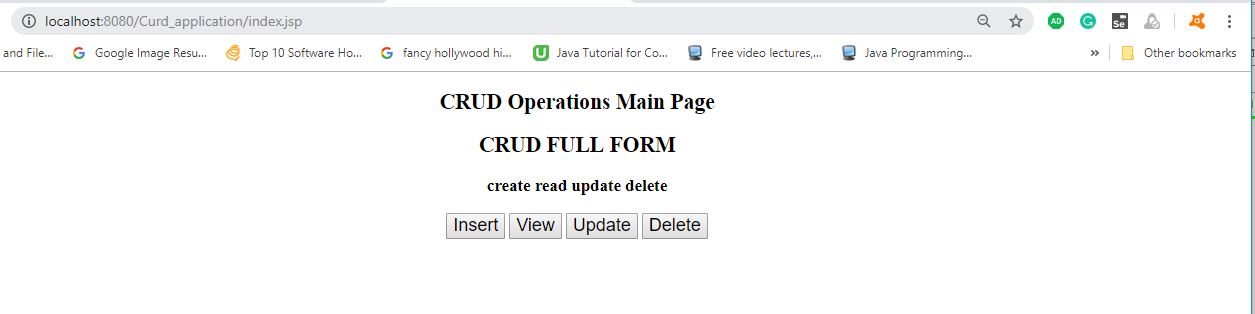 localhost:8080/Curd_application/index.jsp
AD
G
Se
and File... G Google Image Resu... Top 10 Software Ho... G fancy hollywood hi... U Java Tutorial for Co... Free video lectures,... Java Programming... » Other bookmarks
CRUD Operations Main Page
CRUD FULL FORM
create read update delete
Insert View Update Delete